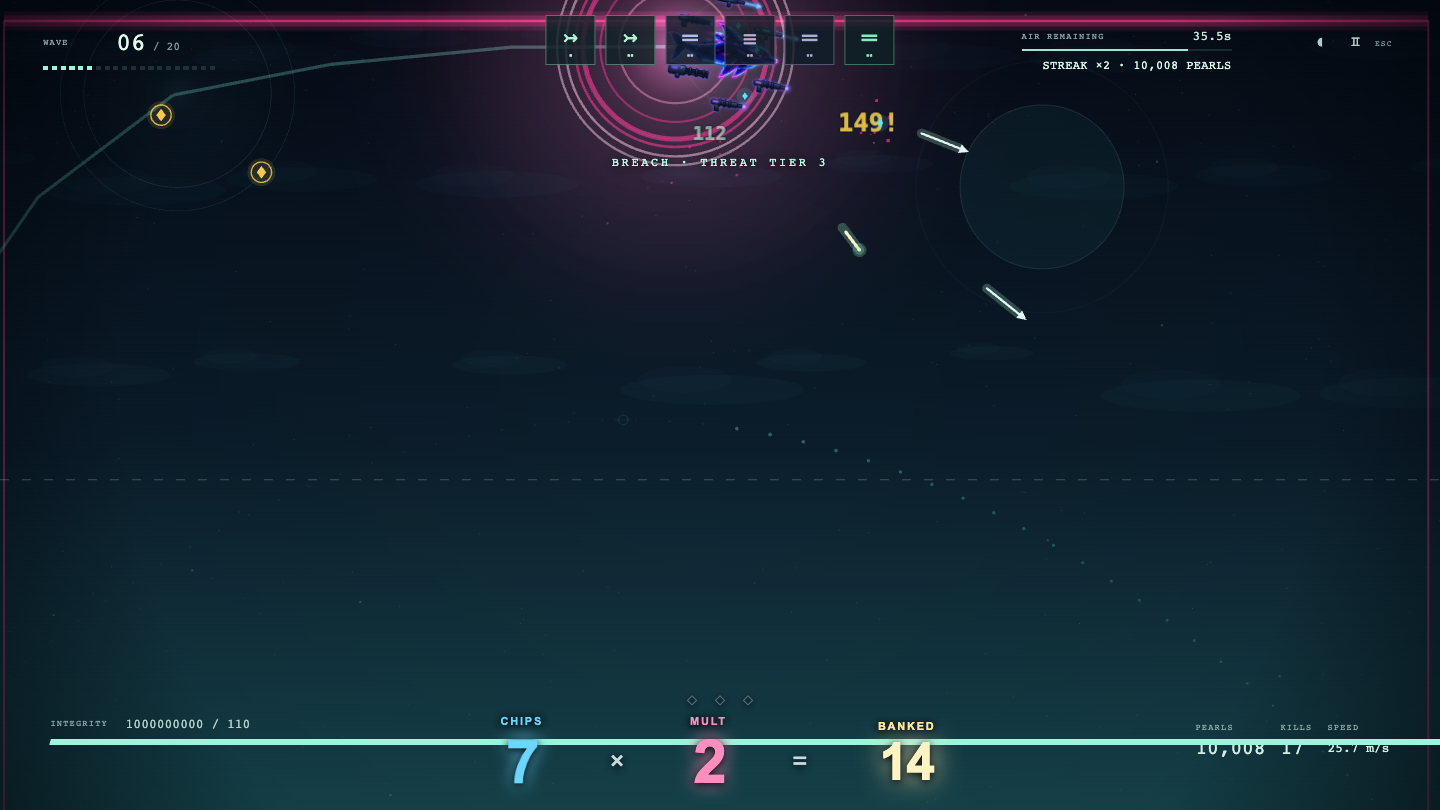 WAVE 06 / 20
AIR REMAINING 35.5s
ESC
STREAK ×2 · 10,008 PEARLS
112
149!
BREACH · THREAT TIER 3
INTEGRITY 1000000000 / 110
CHIPS
7
×
MULT
2
=
BANKED
14
PEARLS
10,008
KILLS
17
SPEED
25.7 m/s